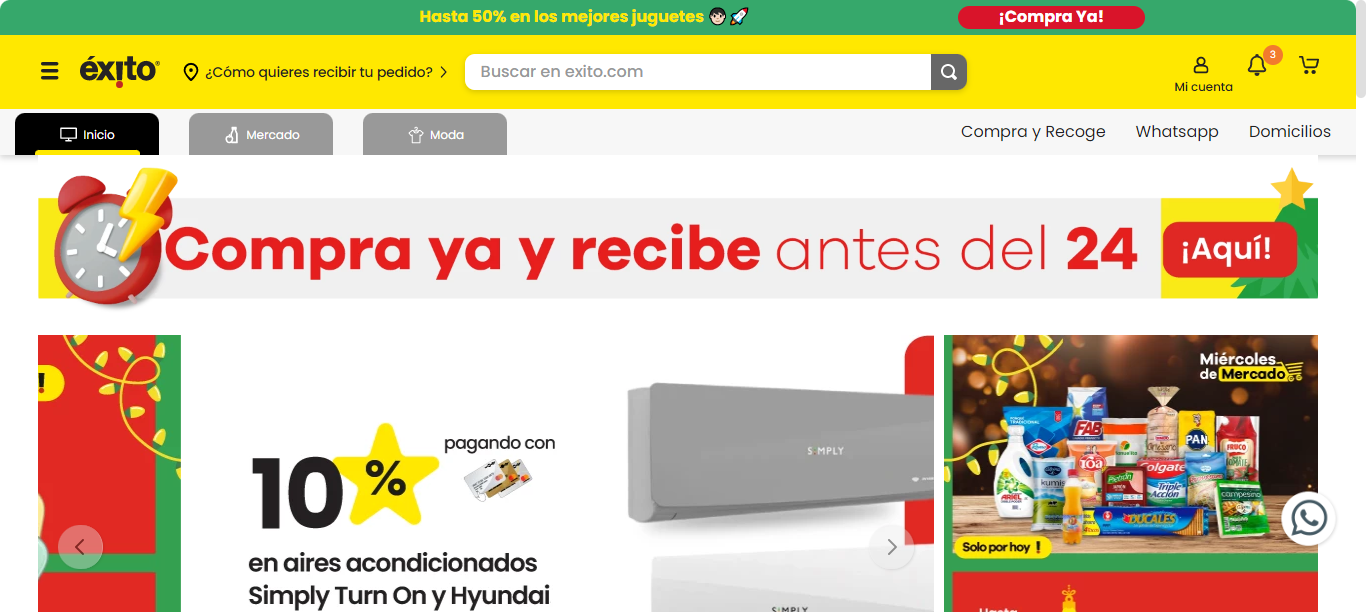 Hasta 50% en los mejores juguetes
¡Compra Ya!
éxito
¿Cómo quieres recibir tu pedido?
Buscar en exito.com
Mi cuenta
3
Inicio
Mercado
Moda
Compra y Recoge
Whatsapp
Domicilios
Compra ya y recibe antes del 24
¡Aquí!
!
10%
pagando con
en aires acondicionados
Simply Turn On y Hyundai
SIMPLY
SIMPLY
Miércoles
de Mercado
FAB
PAN
FRUCO
Colgate
Triple
Acción
kumis
ARIEL
DUCALES
campesino
Solo por hoy !
Hasta